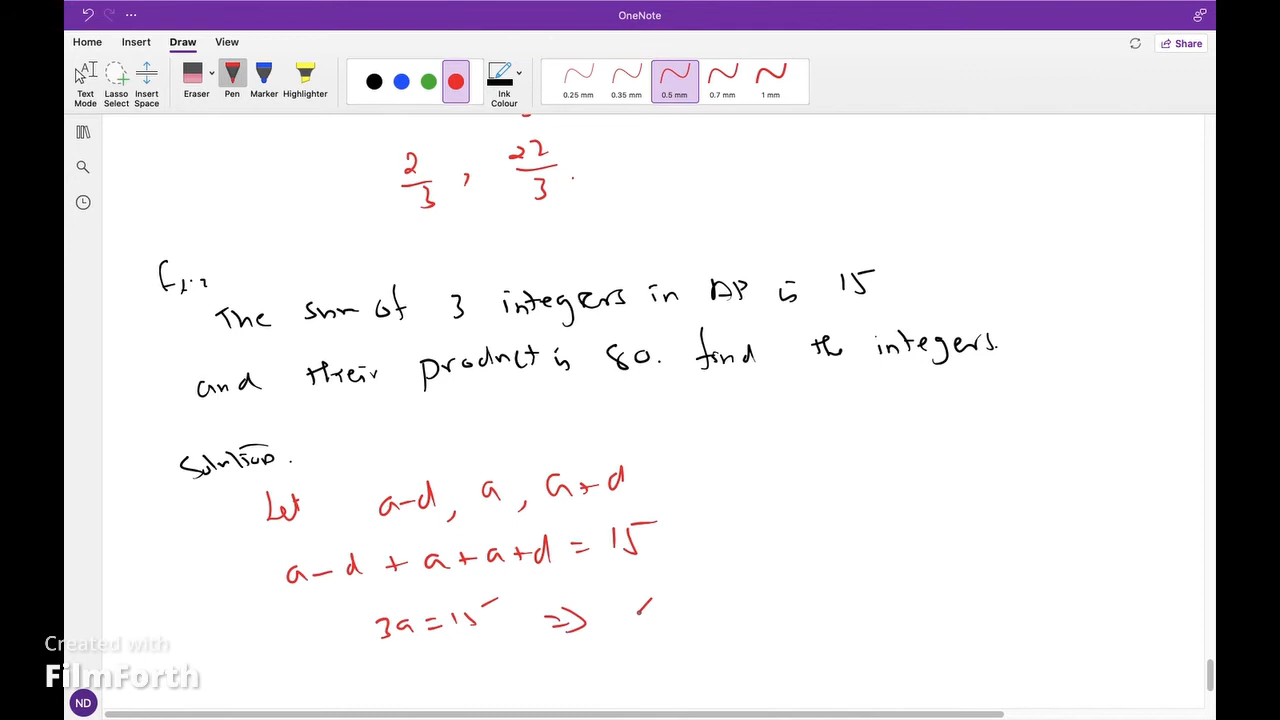 OneNote
Home Insert Draw View
Share
Text Mode
Lasso Select
Insert Space
Eraser
Pen
Marker
Highlighter
Ink Colour
0.25 mm
0.35 mm
0.5 mm
0.7 mm
1 mm
2/3 , 22/3 .
The sum of 3 integers in AP is 15
and their product is 80. find the integers.
Solution.
Let a-d, a, a+d
a-d + a + a+d = 15
3a = 15 =>
Created with
FilmForth
ND